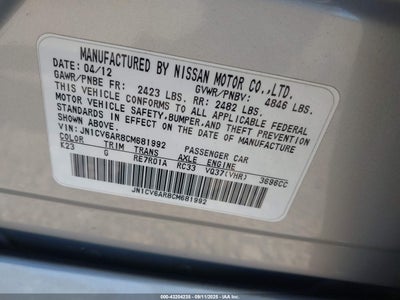 MANUFACTURED BY NISSAN MOTOR CO.,LTD.
DATE: 04/12
GVWR/PNBV: 4846 LBS.
GAWR/PNBE FR: 2423 LBS. RR: 2482 LBS.
THIS VEHICLE CONFORMS TO ALL APPLICABLE FEDERAL
MOTOR VEHICLE SAFETY,BUMPER,AND THEFT PREVENTION
STANDARDS IN EFFECT ON THE DATE OF MANUFACTURE
SHOWN ABOVE.
VIN: JN1CV6AR8CM681992 PASSENGER CAR
COLOR TRIM TRANS AXLE ENGINE
K23 G RE7R01A RC33 VQ37(VHR) 3696CC
JN1CV6AR8CM681992
000-43204238 - 09/11/2025 - IAA Inc.